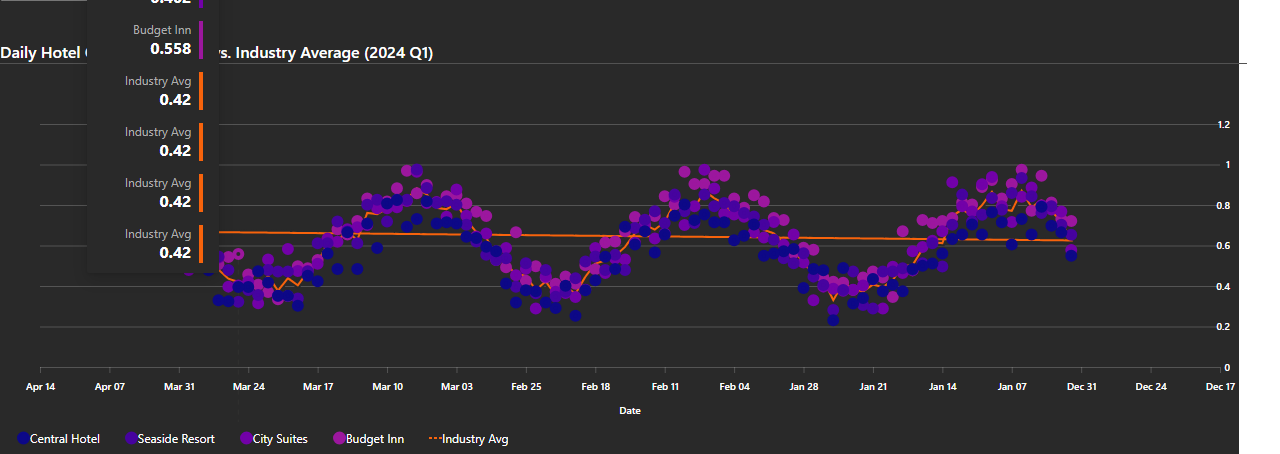 Budget Inn
0.558
Daily Hotel
vs. Industry Average (2024 Q1)
Industry Avg
0.42
Industry Avg
0.42
Industry Avg
0.42
Industry Avg
0.42
1.2
1
0.8
0.6
0.4
0.2
0
Apr 14 Apr 07 Mar 31 Mar 24 Mar 17 Mar 10 Mar 03 Feb 25 Feb 18 Feb 11 Feb 04 Jan 28 Jan 21 Jan 14 Jan 07 Dec 31 Dec 24 Dec 17
Date
Central Hotel Seaside Resort City Suites Budget Inn Industry Avg